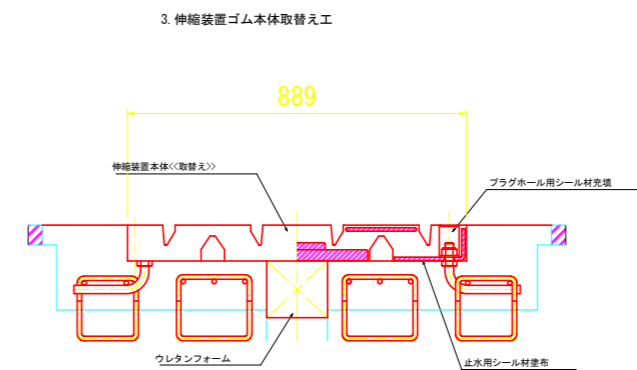 3. 伸縮装置ゴム本体取替え工
889
伸縮装置本体<<取替え>>
プラグホール用シール材充填
ウレタンフォーム
止水用シール材塗布